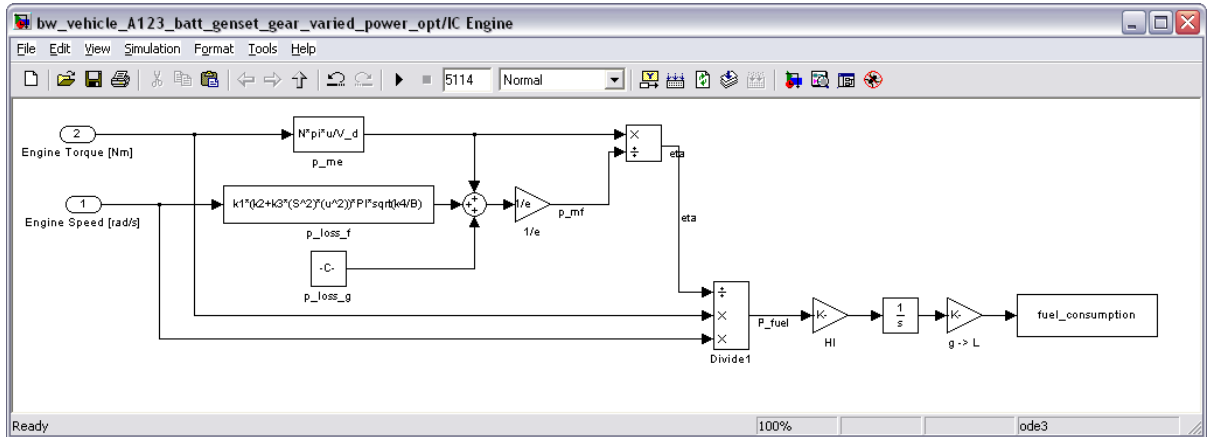 bw_vehicle_A123_batt_genset_gear_varied_power_opt/IC Engine
File Edit View Simulation Format Tools Help
5114 Normal
2
Engine Torque [Nm]
N*pi*u/V_d
p_me
×
÷
eta
1
Engine Speed [rad/s]
k1*(k2+k3*(S^2)*(u^2))*PI*sqrt(k4/B)
p_loss_f
+
+
+
1/e
1/e
p_mf
eta
-C-
p_loss_g
÷
×
×
Divide1
P_fuel
K-
HI
1
s
K-
g -> L
fuel_consumption
Ready 100% ode3